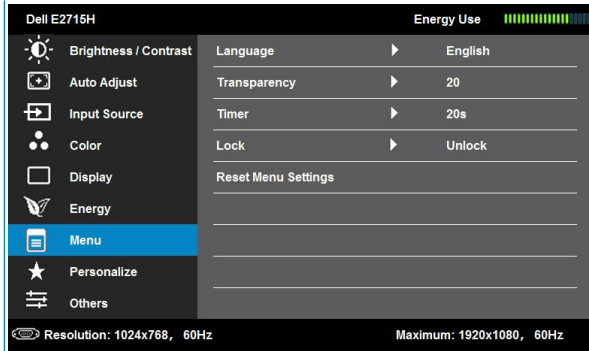 Dell E2715H Energy Use
Brightness / Contrast Language English
Auto Adjust Transparency 20
Input Source Timer 20s
Color Lock Unlock
Display Reset Menu Settings
Energy
Menu
Personalize
Others
Resolution: 1024x768, 60Hz Maximum: 1920x1080, 60Hz